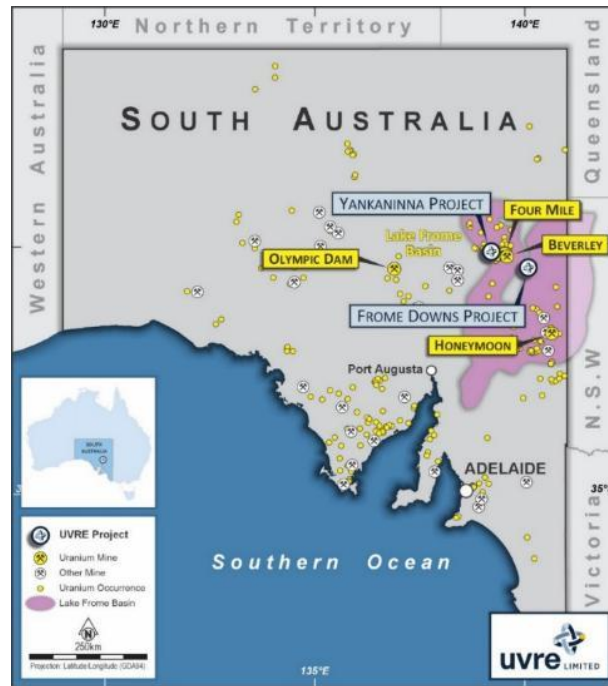 130°E
140°E
Northern Territory
Western Australia
Queensland
SOUTH AUSTRALIA
YANKANINNA PROJECT
FOUR MILE
Lake Frome
Basin
BEVERLEY
OLYMPIC DAM
FROME DOWNS PROJECT
HONEYMOON
Port Augusta
N.S.W
ADELAIDE
35°
SOUTH
AUSTRALIA
Southern Ocean
Victoria
UVRE Project
Uranium Mine
Other Mine
Uranium Occurrence
Lake Frome Basin
N
250km
Projection: Latitude/Longitude (GDA94)
135°E
uvre
LIMITED